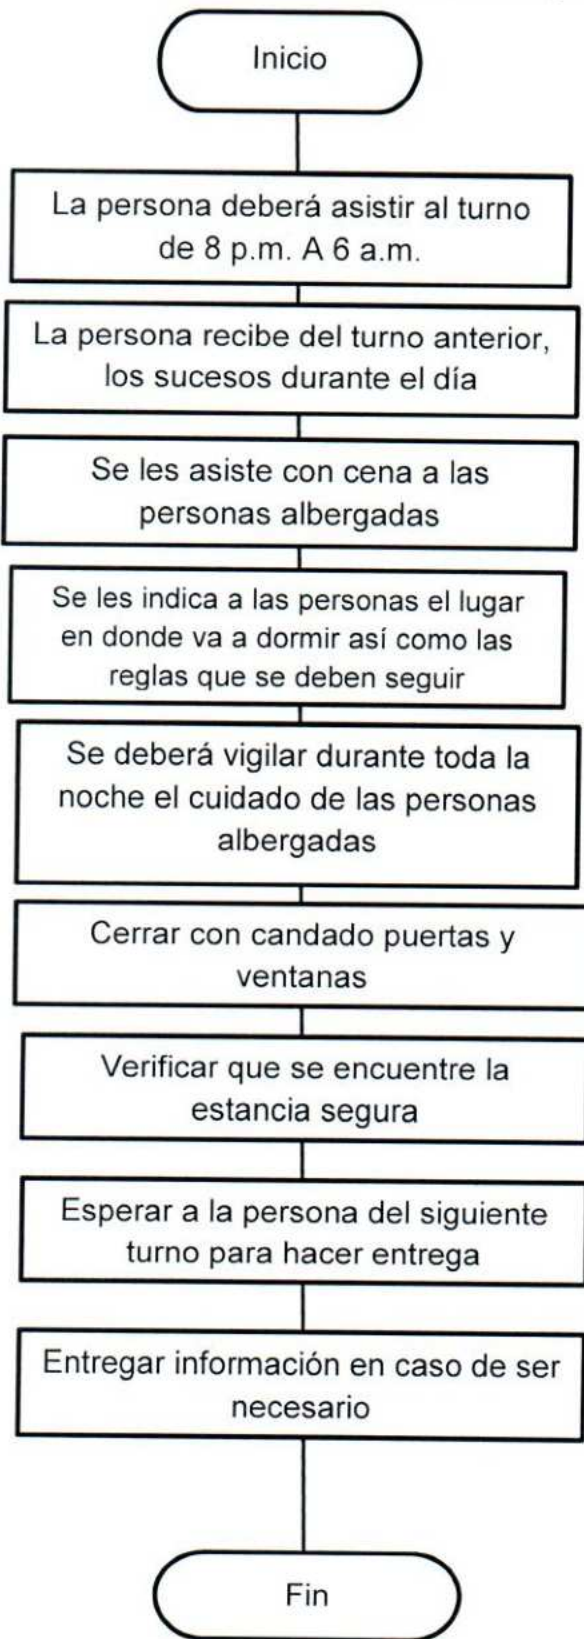 Inicio
La persona deberá asistir al turno
de 8 p.m. A 6 a.m.
La persona recibe del turno anterior,
los sucesos durante el día
Se les asiste con cena a las
personas albergadas
Se les indica a las personas el lugar
en donde va a dormir así como las
reglas que se deben seguir
Se deberá vigilar durante toda la
noche el cuidado de las personas
albergadas
Cerrar con candado puertas y
ventanas
Verificar que se encuentre la
estancia segura
Esperar a la persona del siguiente
turno para hacer entrega
Entregar información en caso de ser
necesario
Fin